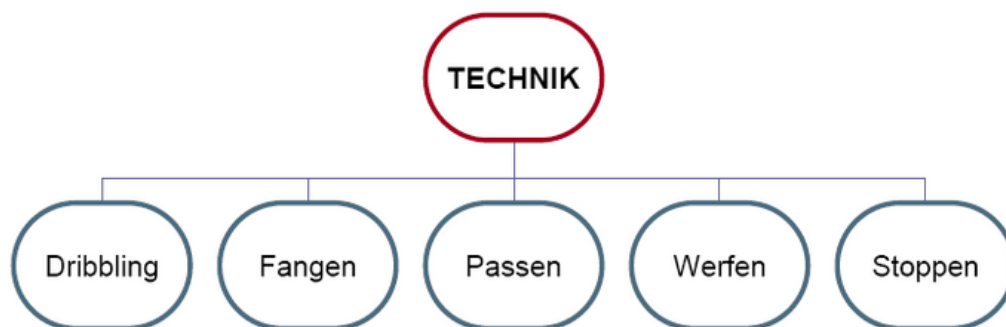 TECHNIK
Dribbling
Fangen
Passen
Werfen
Stoppen